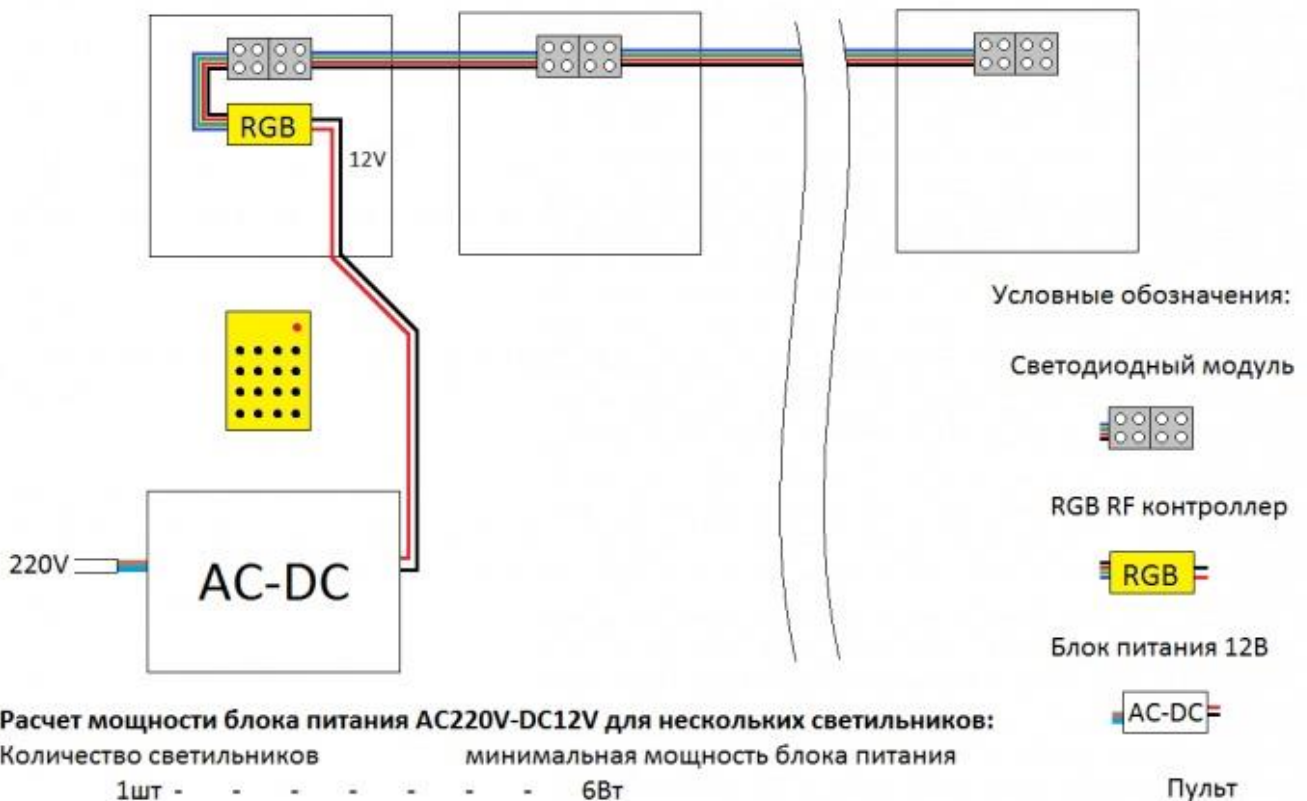 RGB
12V
Условные обозначения:
Светодиодный модуль
RGB RF контроллер
220V
AC-DC
RGB
Блок питания 12В
AC-DC
Расчет мощности блока питания AC220V-DC12V для нескольких светильников:
Количество светильников минимальная мощность блока питания
1шт - - - - - - - 6Вт
Пульт